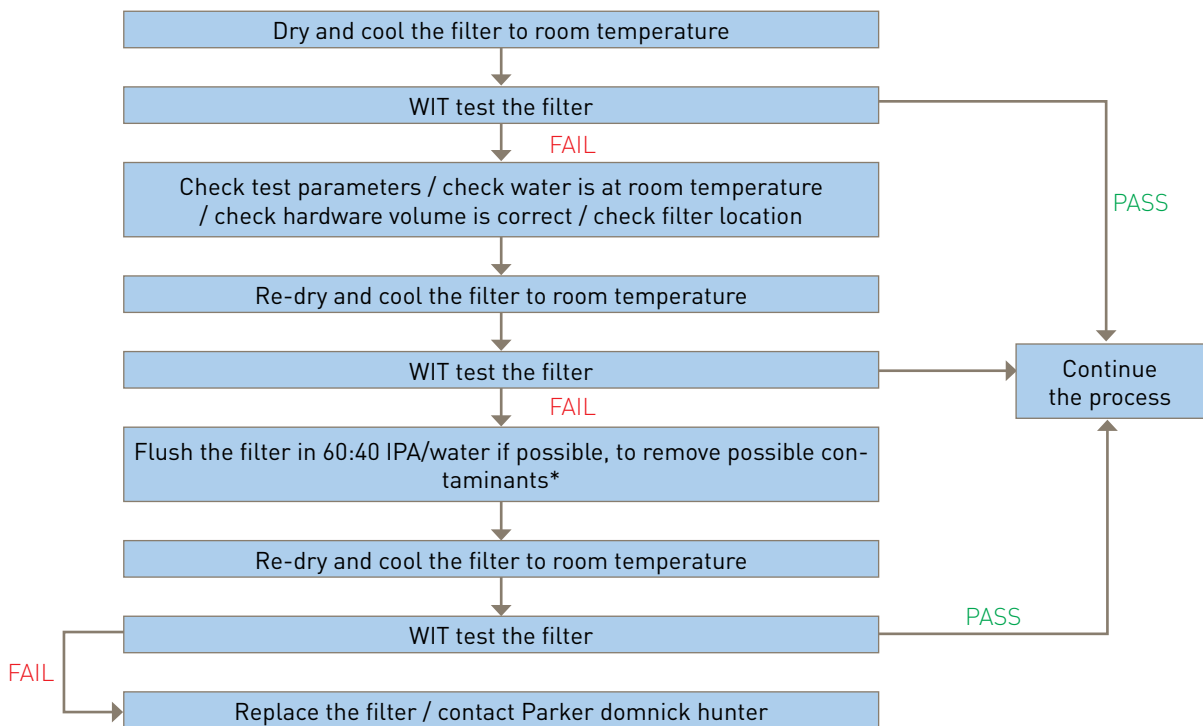 Dry and cool the filter to room temperature
WIT test the filter
FAIL
Check test parameters / check water is at room temperature
/ check hardware volume is correct / check filter location
PASS
Re-dry and cool the filter to room temperature
WIT test the filter
Continue
the process
FAIL
Flush the filter in 60:40 IPA/water if possible, to remove possible con-
taminants*
Re-dry and cool the filter to room temperature
WIT test the filter
PASS
FAIL
Replace the filter / contact Parker domnick hunter